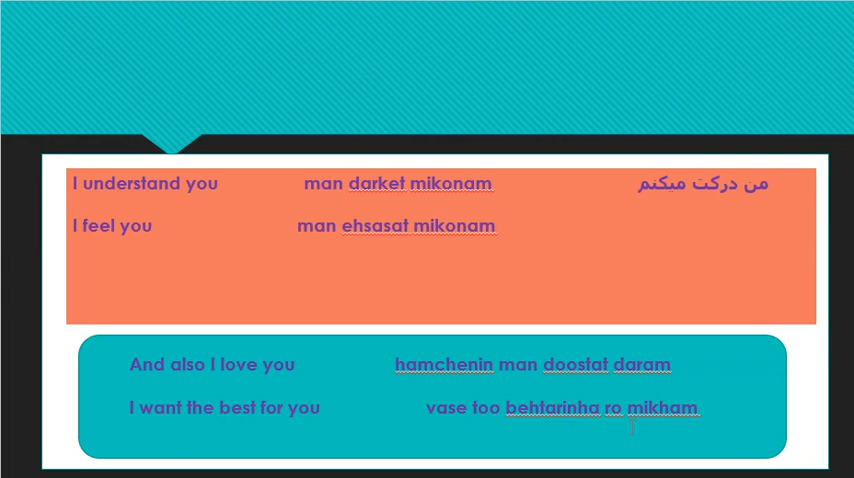 I understand you man darket mikonam من درکت میکنم
I feel you man ehsasat mikonam
And also I love you hamchenin man doostat daram
I want the best for you vase too behtarinha ro mikham